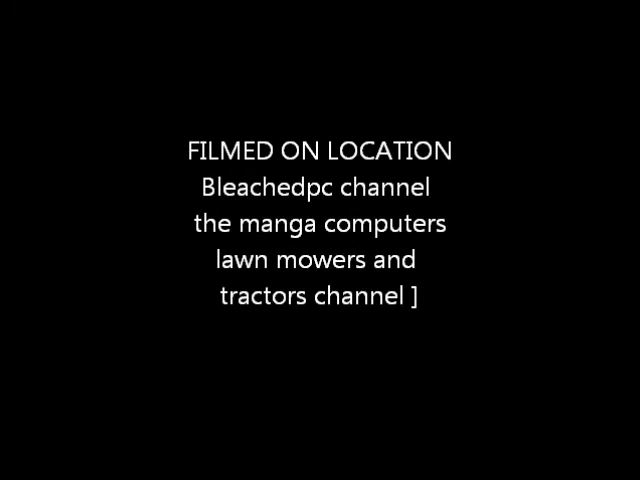 FILMED ON LOCATION
Bleachedpc channel
the manga computers
lawn mowers and
tractors channel ]